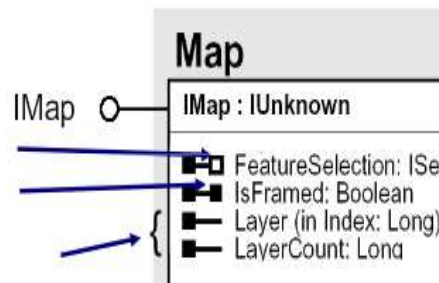 Map
IMap
IMap : IUnknown
FeatureSelection: ISe
IsFramed: Boolean
Layer (in Index: Long)
LayerCount: Long